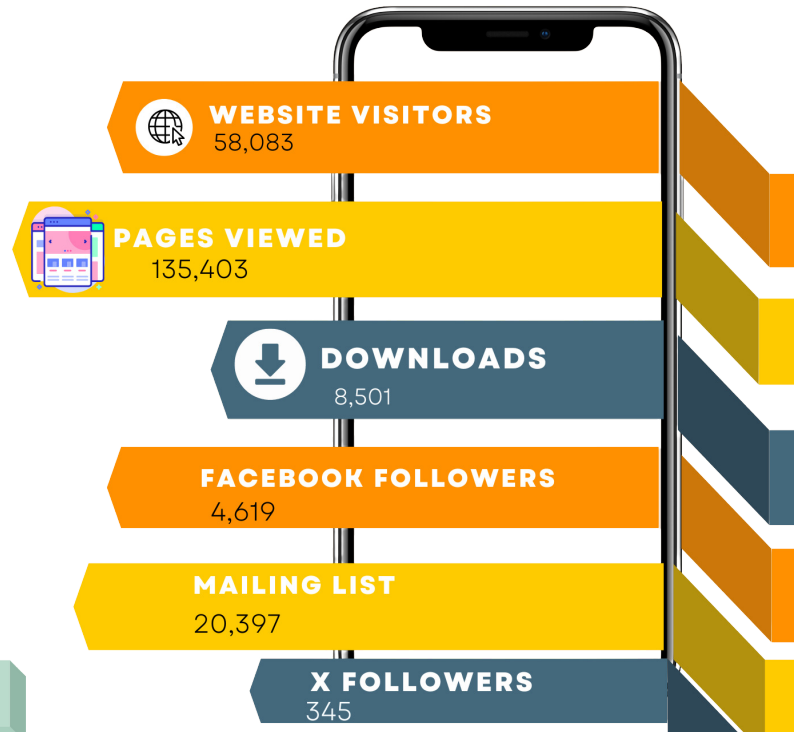 WEBSITE VISITORS
58,083
PAGES VIEWED
135,403
DOWNLOADS
8,501
FACEBOOK FOLLOWERS
4,619
MAILING LIST
20,397
X FOLLOWERS
345